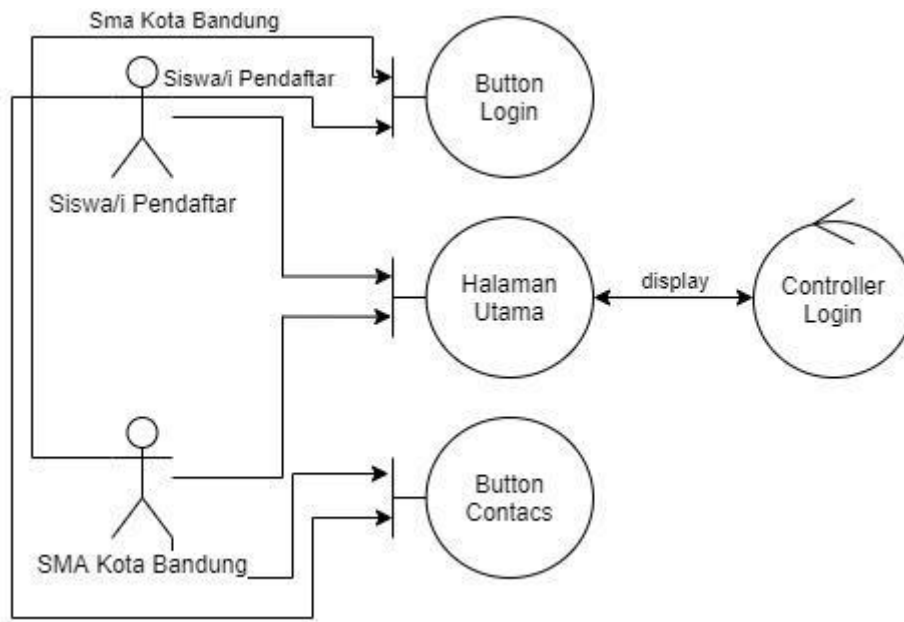 Sma Kota Bandung
Siswa/i Pendaftar
Button
Login
Siswa/i Pendaftar
Halaman
Utama
display
Controller
Login
Button
Contacs
SMA Kota Bandung